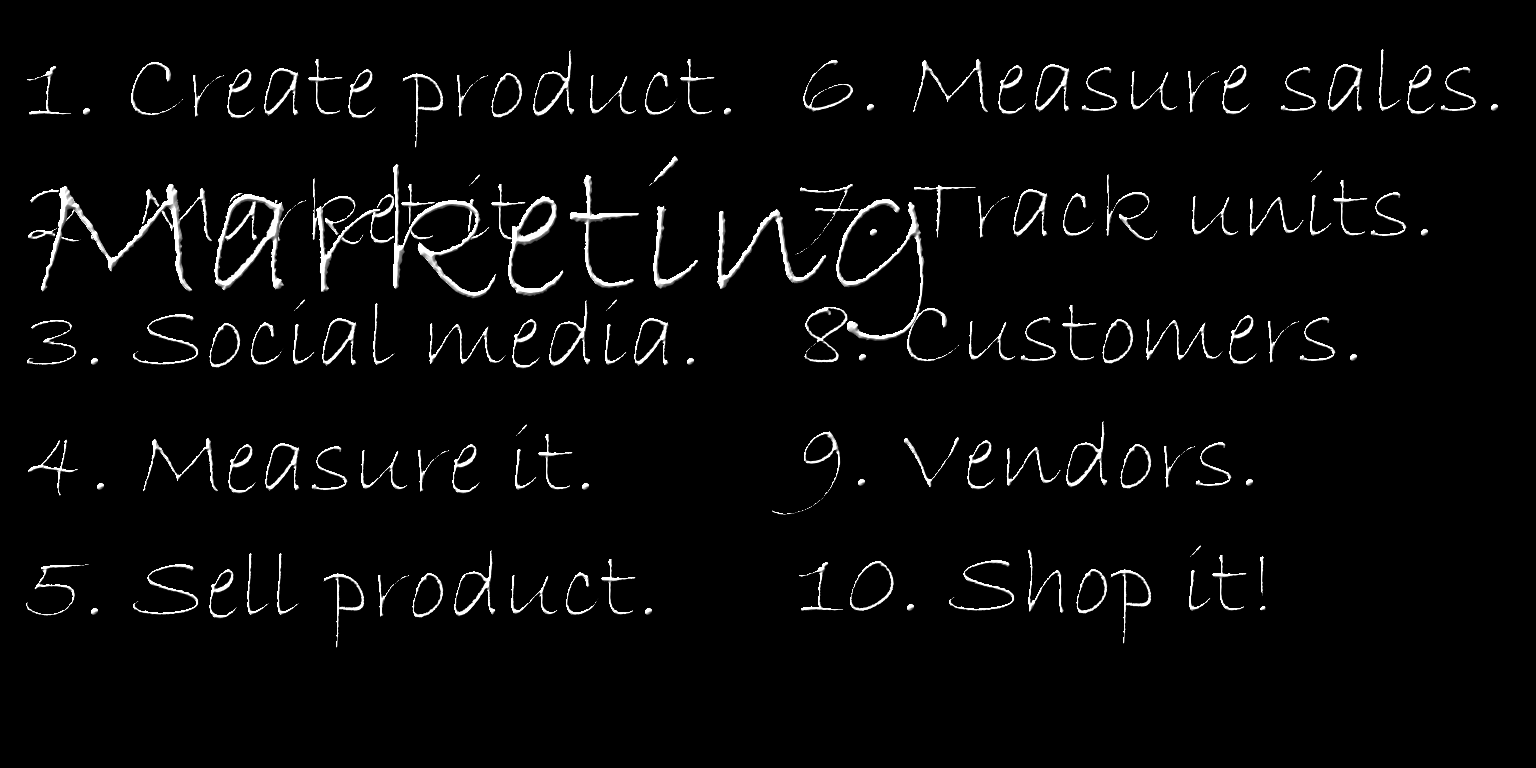 1. Create product.
2. Market it.
3. Social media.
4. Measure it.
5. Sell product.
Marketing
6. Measure sales.
7. Track units.
8. Customers.
9. Vendors.
10. Shop it!